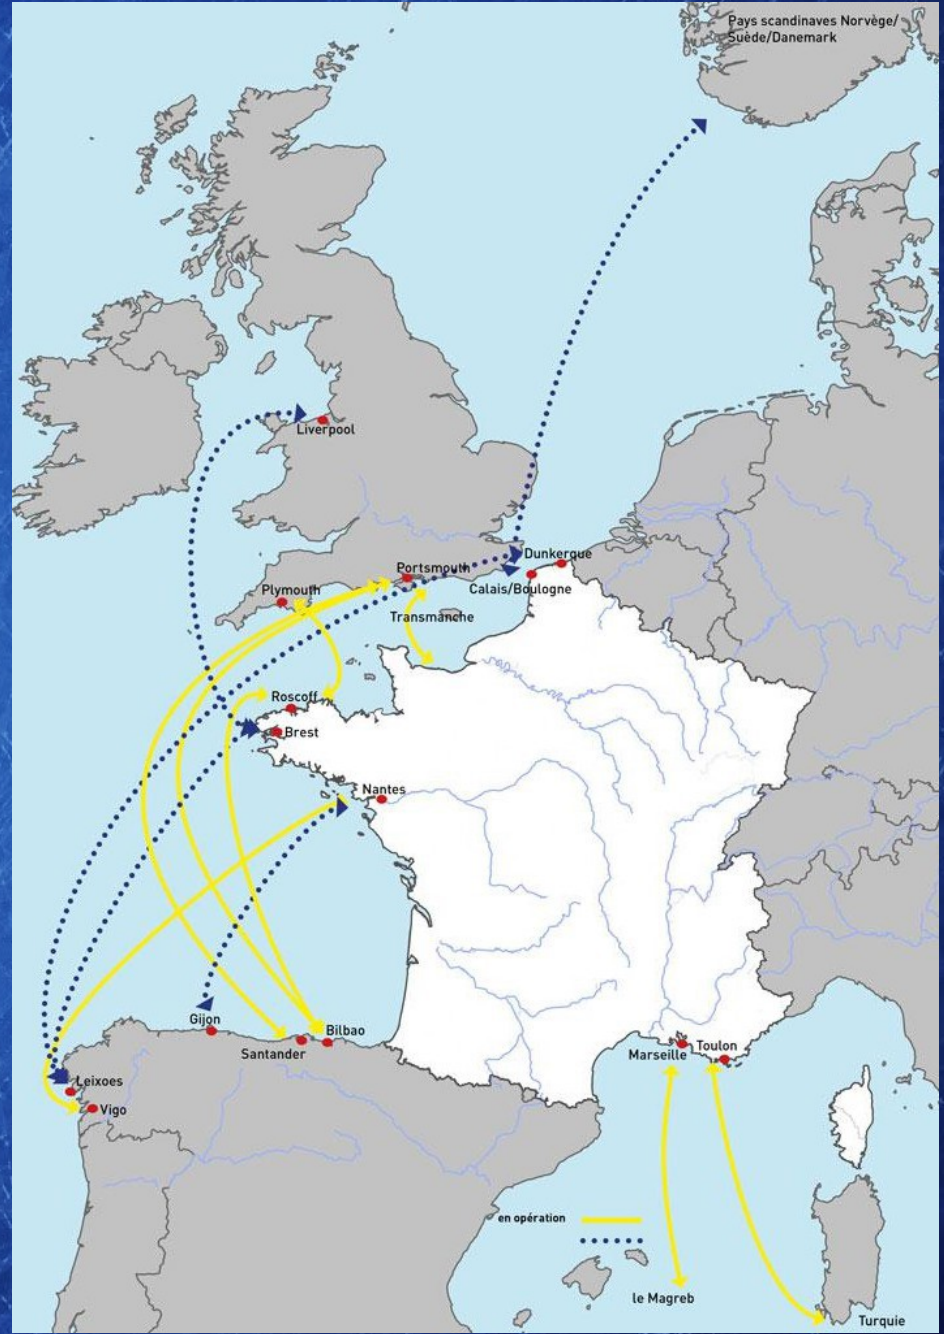 Pays scandinaves Norvège/
Suède/Danemark
Liverpool
Dunkerque
Portsmouth
Calais/Boulogne
Plymouth
Transmanche
Roscoff
Brest
Nantes
Gijon
Bilbao
Santander
Marseille
Toulon
Leixoes
Vigo
en opération
le Magreb
Turquie